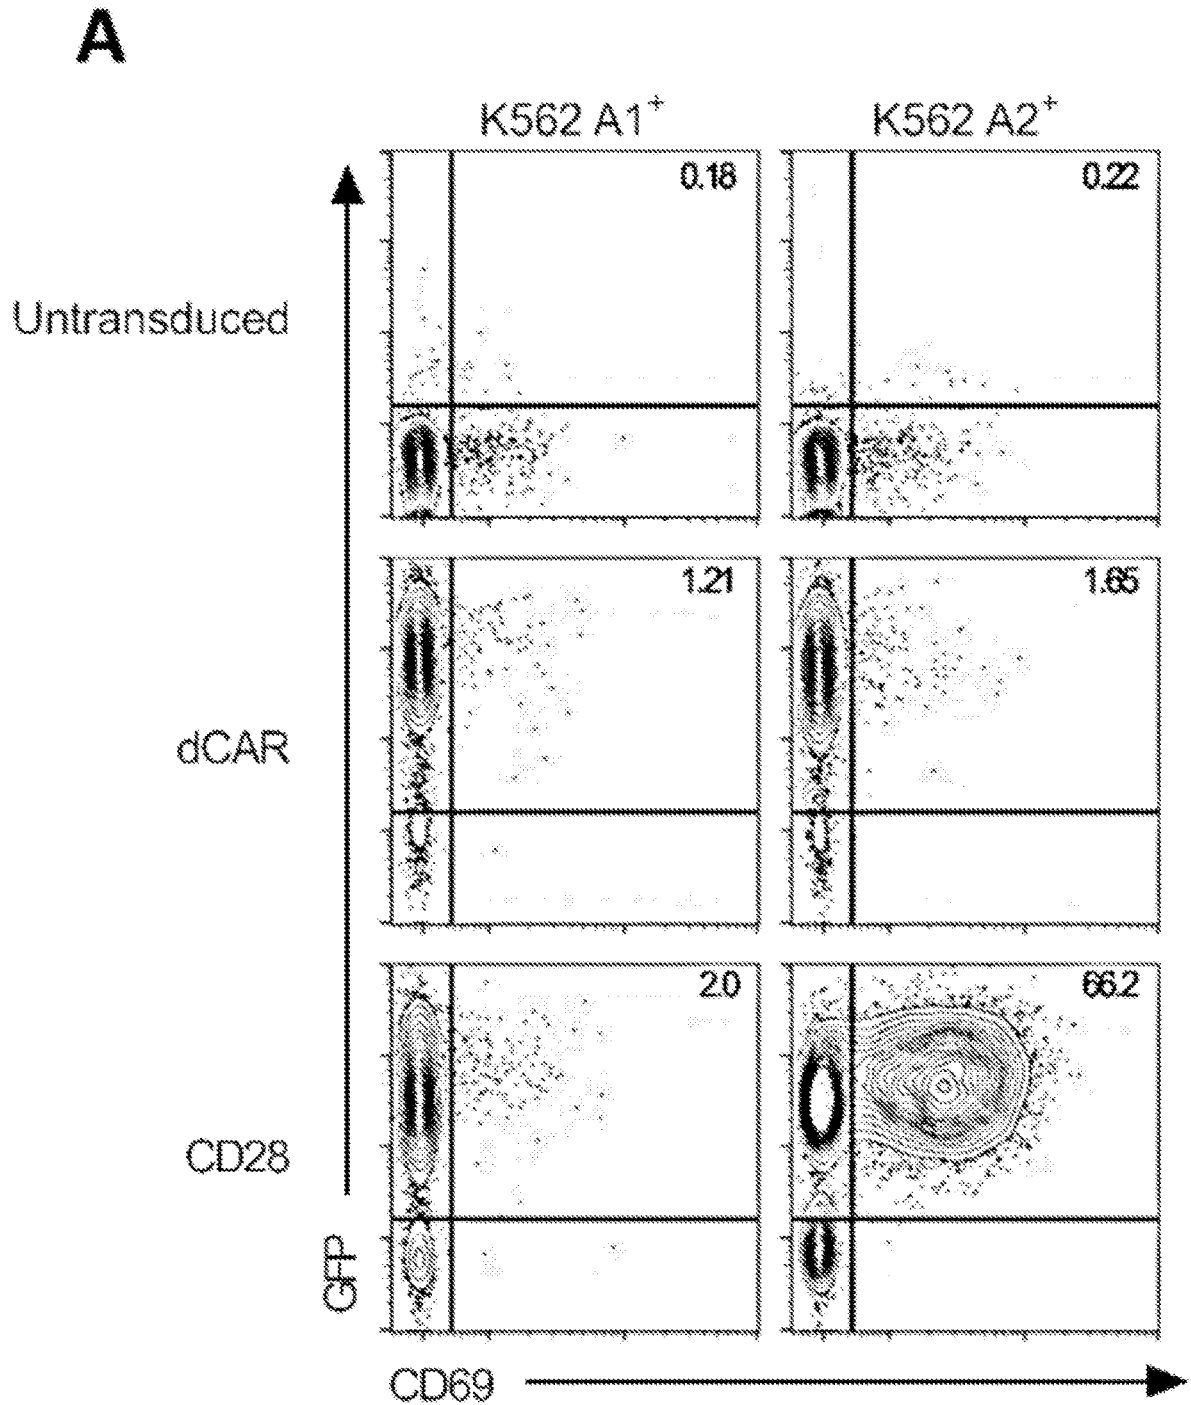 A
K562 A1+ K562 A2+
0.18 0.22
Untransduced
1.21 1.65
dCAR
2.0 66.2
CD28
GFP
CD69